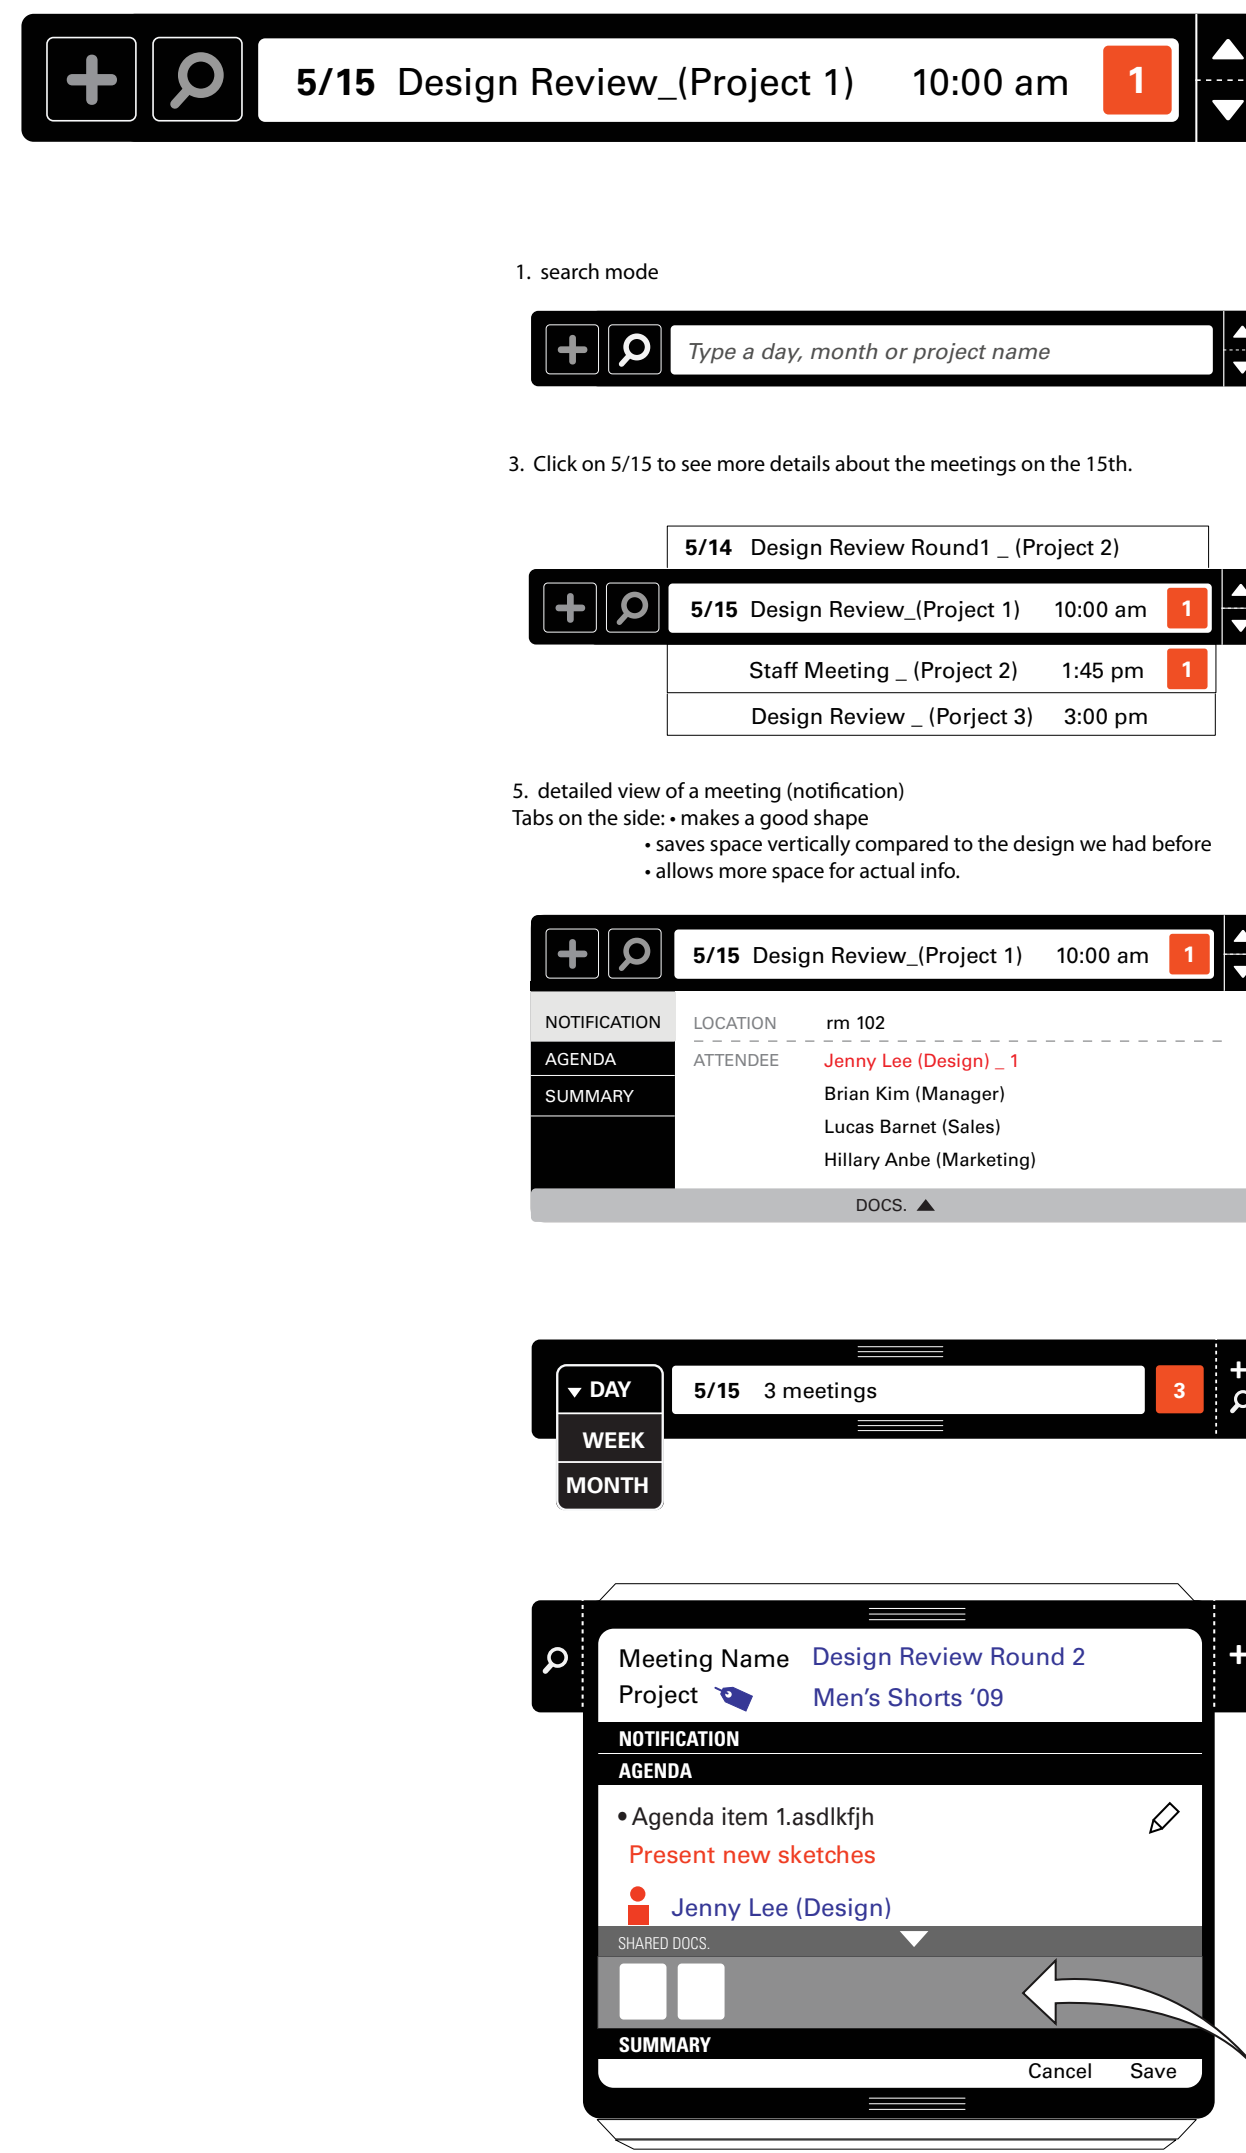 5/15 Design Review_(Project 1) 10:00 am 1
1. search mode
Type a day, month or project name
3. Click on 5/15 to see more details about the meetings on the 15th.
5/14 Design Review Round1 _ (Project 2)
5/15 Design Review_(Project 1) 10:00 am 1
Staff Meeting _ (Project 2) 1:45 pm 1
Design Review _ (Porject 3) 3:00 pm
5. detailed view of a meeting (notification)
Tabs on the side: • makes a good shape
• saves space vertically compared to the design we had before
• allows more space for actual info.
5/15 Design Review_(Project 1) 10:00 am 1
NOTIFICATION LOCATION rm 102
AGENDA ATTENDEE Jenny Lee (Design) _ 1
SUMMARY Brian Kim (Manager)
Lucas Barnet (Sales)
Hillary Anbe (Marketing)
DOCS.
DAY 5/15 3 meetings 3
WEEK
MONTH
Meeting Name Design Review Round 2
Project Men's Shorts ‘09
NOTIFICATION
AGENDA
• Agenda item 1.asdlkfjh
Present new sketches
Jenny Lee (Design)
SHARED DOCS.
SUMMARY
Cancel Save